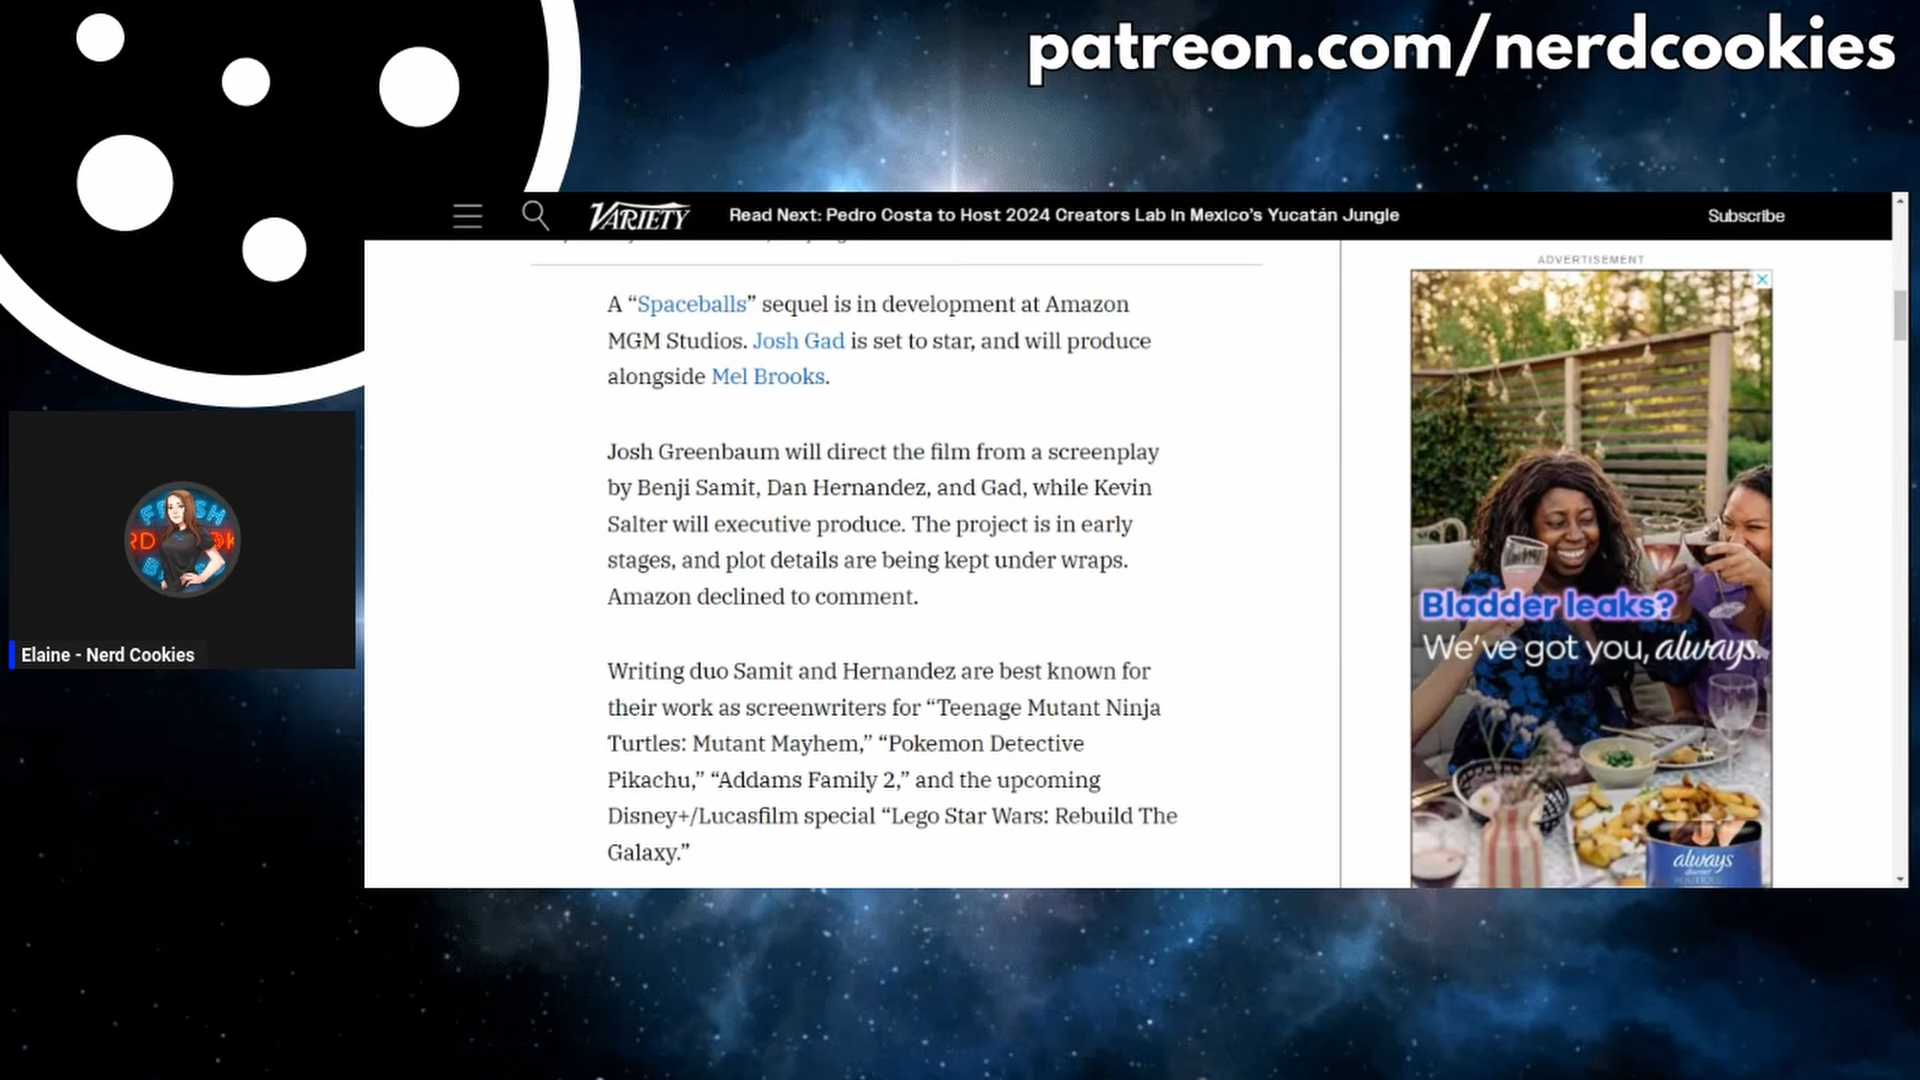 patreon.com/nerdcookies
VARIETY
Read Next: Pedro Costa to Host 2024 Creators Lab in Mexico’s Yucatán Jungle
Subscribe
A “Spaceballs” sequel is in development at Amazon
MGM Studios. Josh Gad is set to star, and will produce
alongside Mel Brooks.
Josh Greenbaum will direct the film from a screenplay
by Benji Samit, Dan Hernandez, and Gad, while Kevin
Salter will executive produce. The project is in early
stages, and plot details are being kept under wraps.
Amazon declined to comment.
Writing duo Samit and Hernandez are best known for
their work as screenwriters for “Teenage Mutant Ninja
Turtles: Mutant Mayhem,” “Pokemon Detective
Pikachu,” “Addams Family 2,” and the upcoming
Disney+/Lucasfilm special “Lego Star Wars: Rebuild The
Galaxy.”
ADVERTISEMENT
Bladder leaks?
We’ve got you, always.
always
Elaine - Nerd Cookies